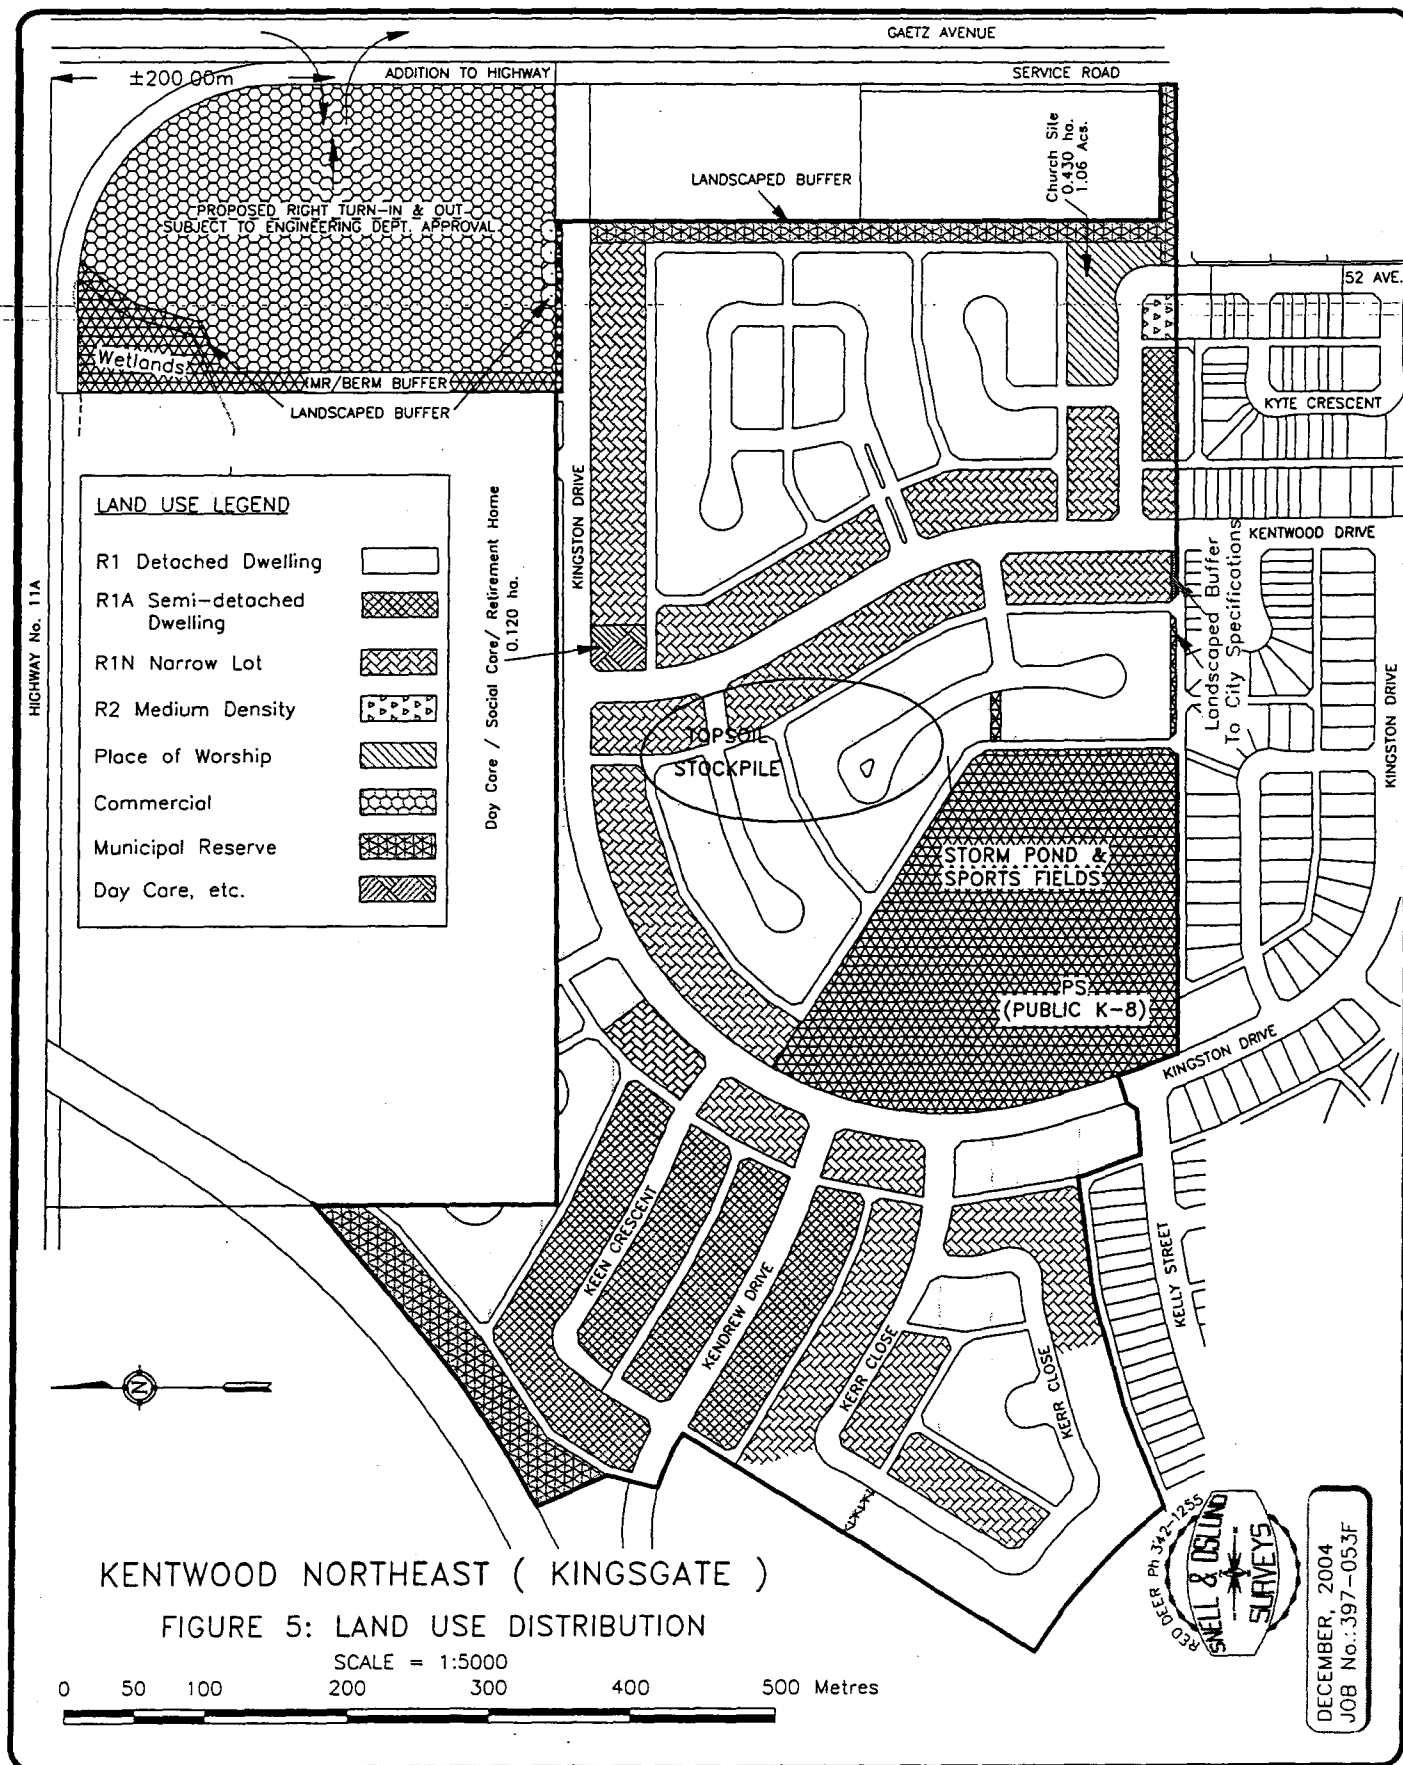 GAETZ AVENUE
±200.00m
ADDITION TO HIGHWAY
SERVICE ROAD
Church Site
0.430 ha.
1.06 Acs.
LANDSCAPED BUFFER
PROPOSED RIGHT TURN-IN & OUT
SUBJECT TO ENGINEERING DEPT. APPROVAL
52 AVE.
Wetlands
MR/BERM BUFFER
LANDSCAPED BUFFER
KYTE CRESCENT
KINGSTON DRIVE
LAND USE LEGEND
R1 Detached Dwelling
R1A Semi-detached
Dwelling
R1N Narrow Lot
R2 Medium Density
Place of Worship
Commercial
Municipal Reserve
Day Care, etc.
HIGHWAY No. 11A
Day Care / Social Care/ Retirement Home
0.120 ha.
KENTWOOD DRIVE
Landscaped Buffer
To City Specifications
KINGSTON DRIVE
TOPSOIL
STOCKPILE
STORM POND &
SPORTS FIELDS
PS
(PUBLIC K-8)
KINGSTON DRIVE
KEEN CRESCENT
KENDREW DRIVE
KERR CLOSE
KERR CLOSE
KELLY STREET
N
KENTWOOD NORTHEAST ( KINGSGATE )
FIGURE 5: LAND USE DISTRIBUTION
SCALE = 1:5000
0 50 100 200 300 400 500 Metres
RED DEER Ph 342-1255
SNELL & OSLUND
SURVEYS
DECEMBER, 2004
JOB No.: 397-053F